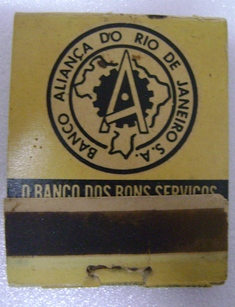 BANCO ALIANÇA DO RIO DE JANEIRO S.A.
A
O BANCO DOS BONS SERVIÇOS